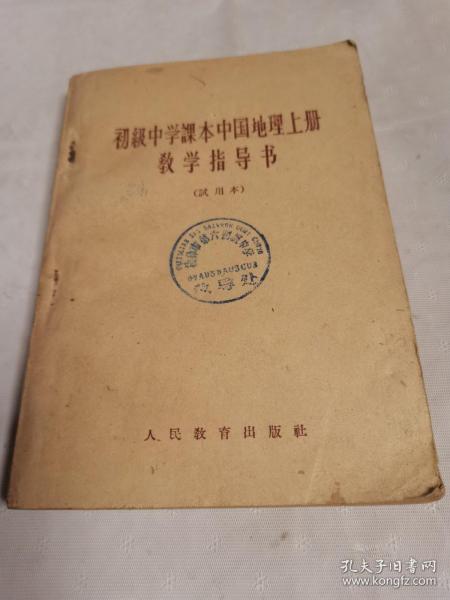 初級中学課本中国地理上册
教学指导书
(試用本)
人民教育出版社
孔夫子旧书网
www.kongfz.com